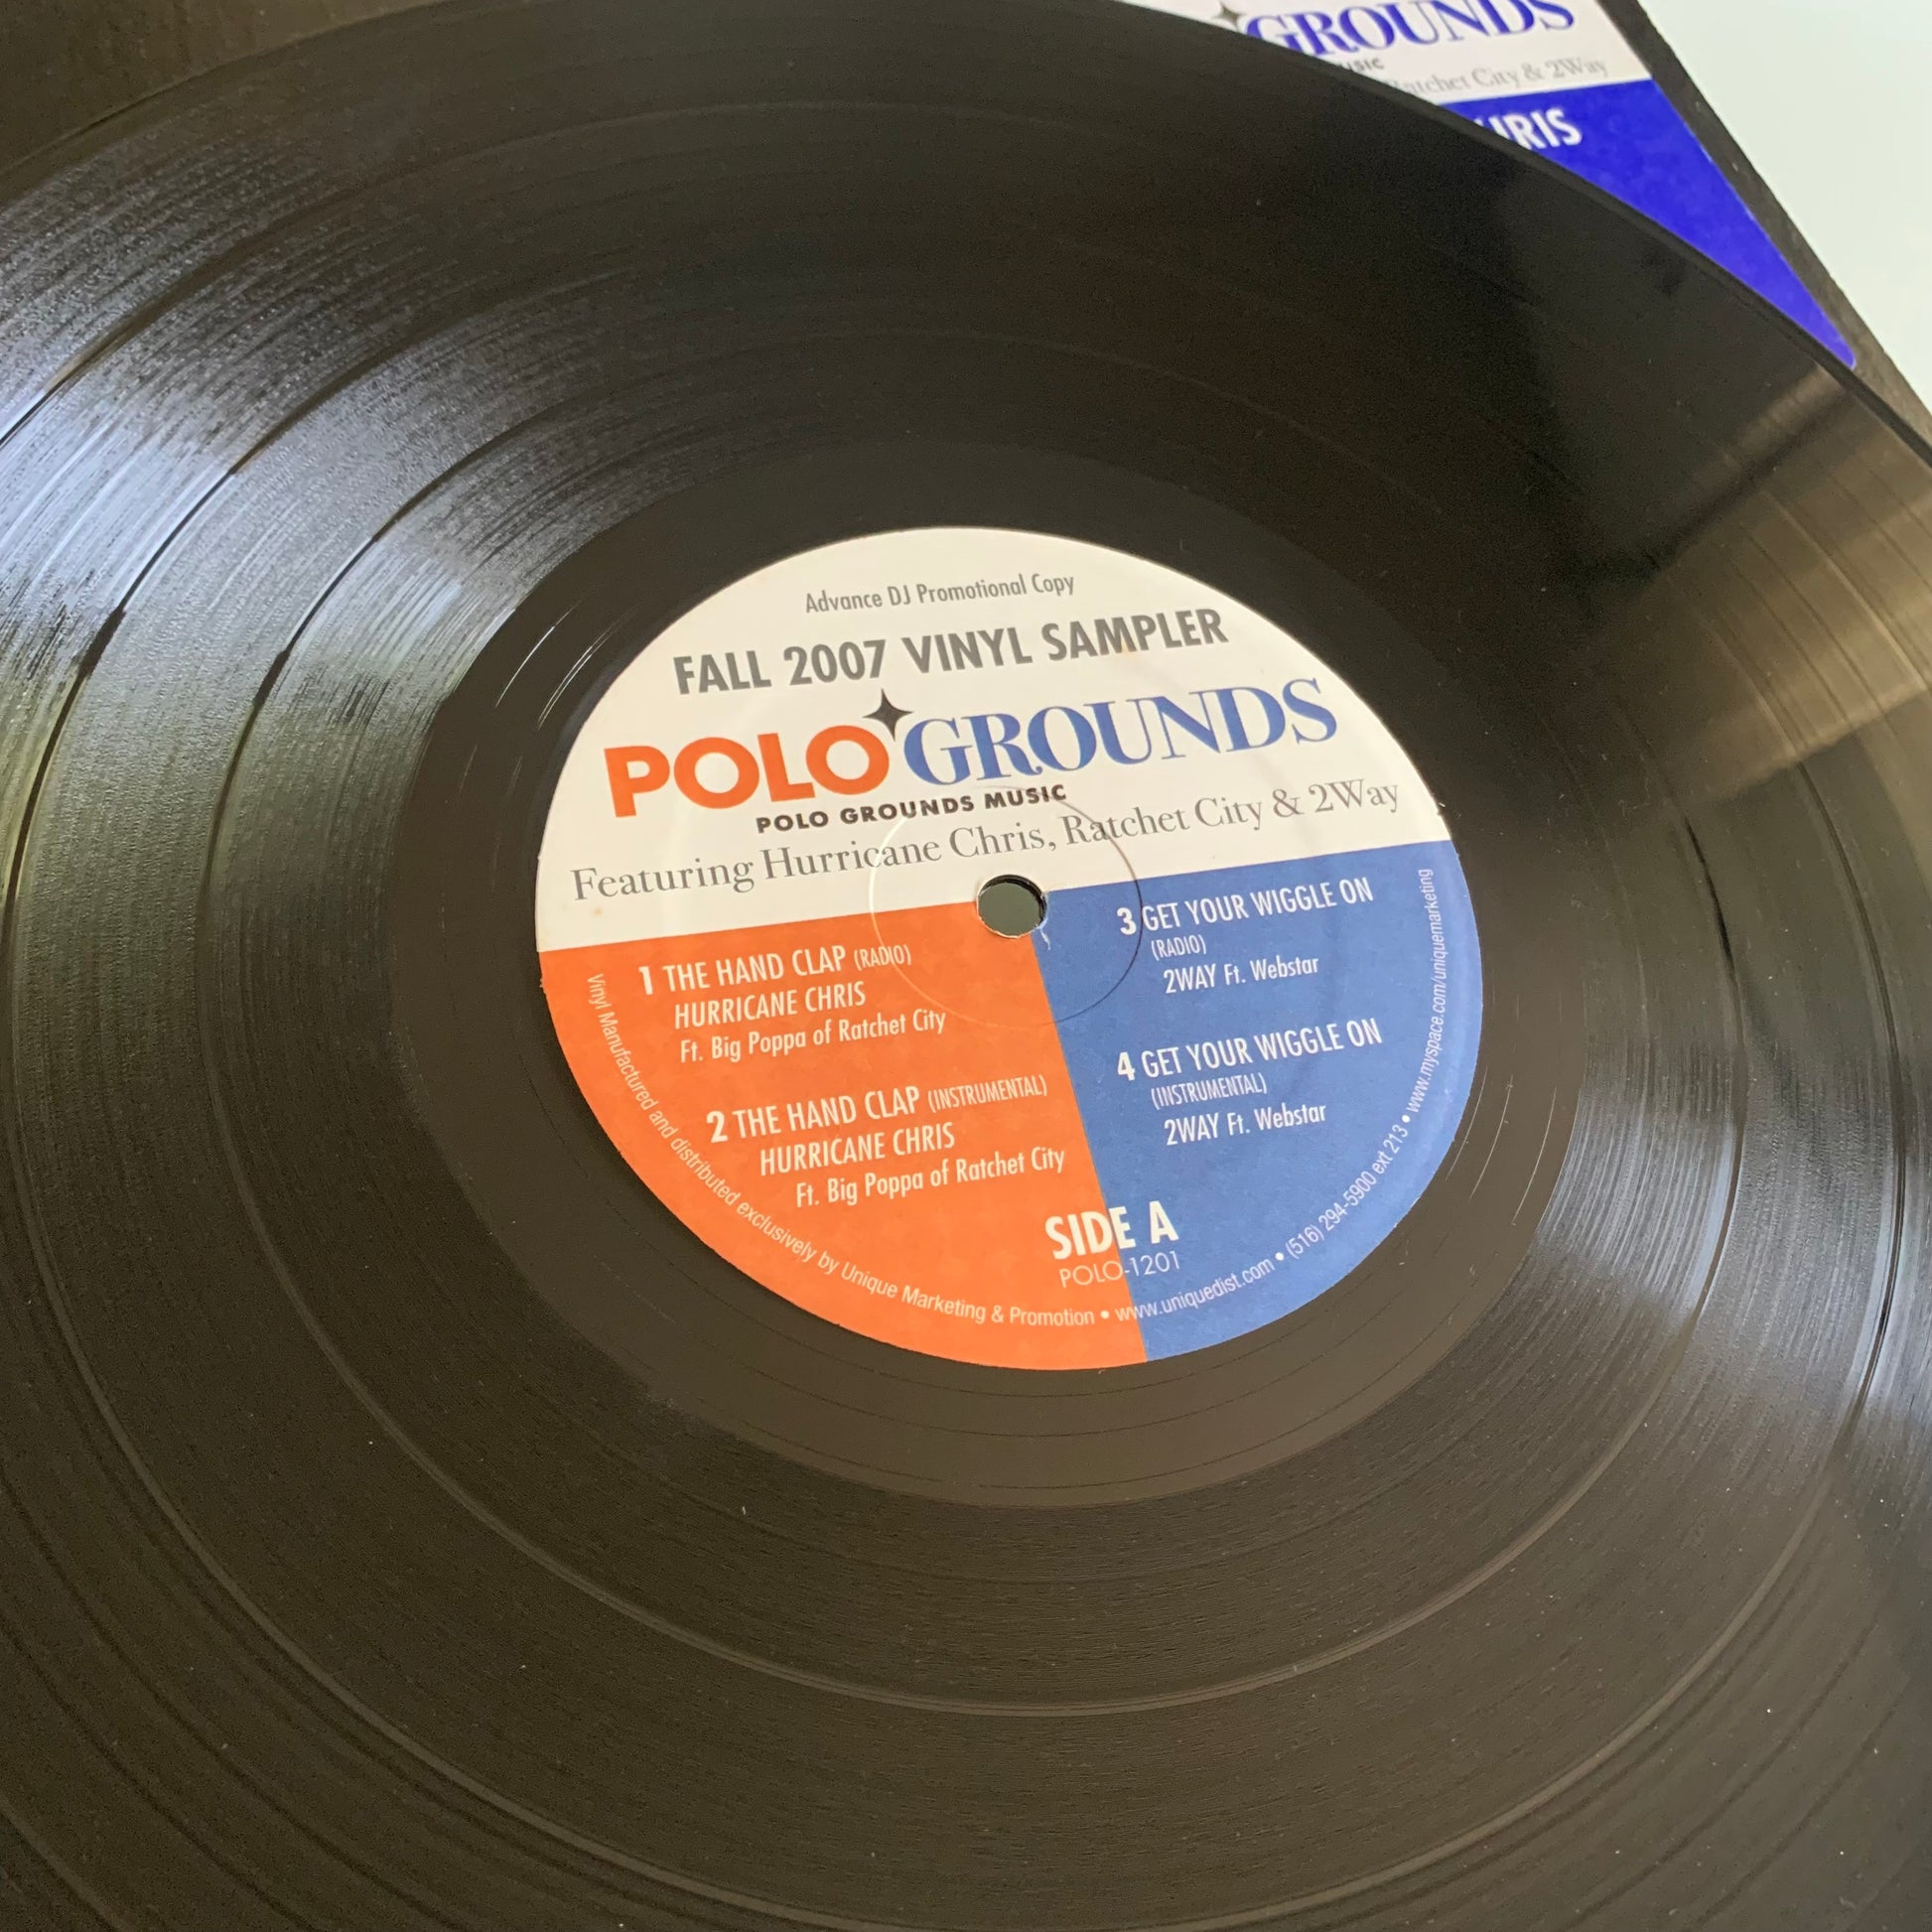 GROUNDS
USIC
Ratchet City & 2Way
HRIS
Advance DJ Promotional Copy
FALL 2007 VINYL SAMPLER
POLO GROUNDS
POLO GROUNDS MUSIC
Featuring Hurricane Chris, Ratchet City & 2Way
1 THE HAND CLAP (RADIO)
HURRICANE CHRIS
Ft. Big Poppa of Ratchet City
2 THE HAND CLAP (INSTRUMENTAL)
HURRICANE CHRIS
Ft. Big Poppa of Ratchet City
3 GET YOUR WIGGLE ON
(RADIO)
2WAY Ft. Webstar
4 GET YOUR WIGGLE ON
(INSTRUMENTAL)
2WAY Ft. Webstar
SIDE A
POLO-1201
Vinyl Manufactured and distributed exclusively by Unique Marketing & Promotion • www.uniquedist.com • (516) 294-5900 ext 213 • www.myspace.com/uniquemarketing